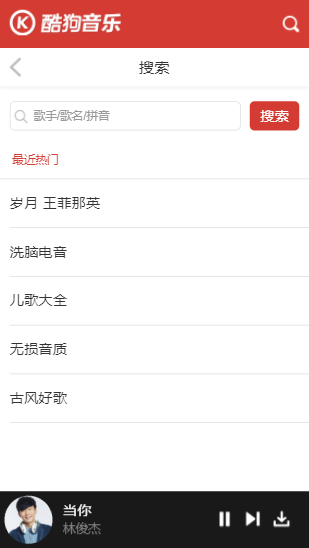 酷狗音乐
搜索
歌手/歌名/拼音
搜索
最近热门
岁月 王菲那英
洗脑电音
儿歌大全
无损音质
古风好歌
当你
林俊杰